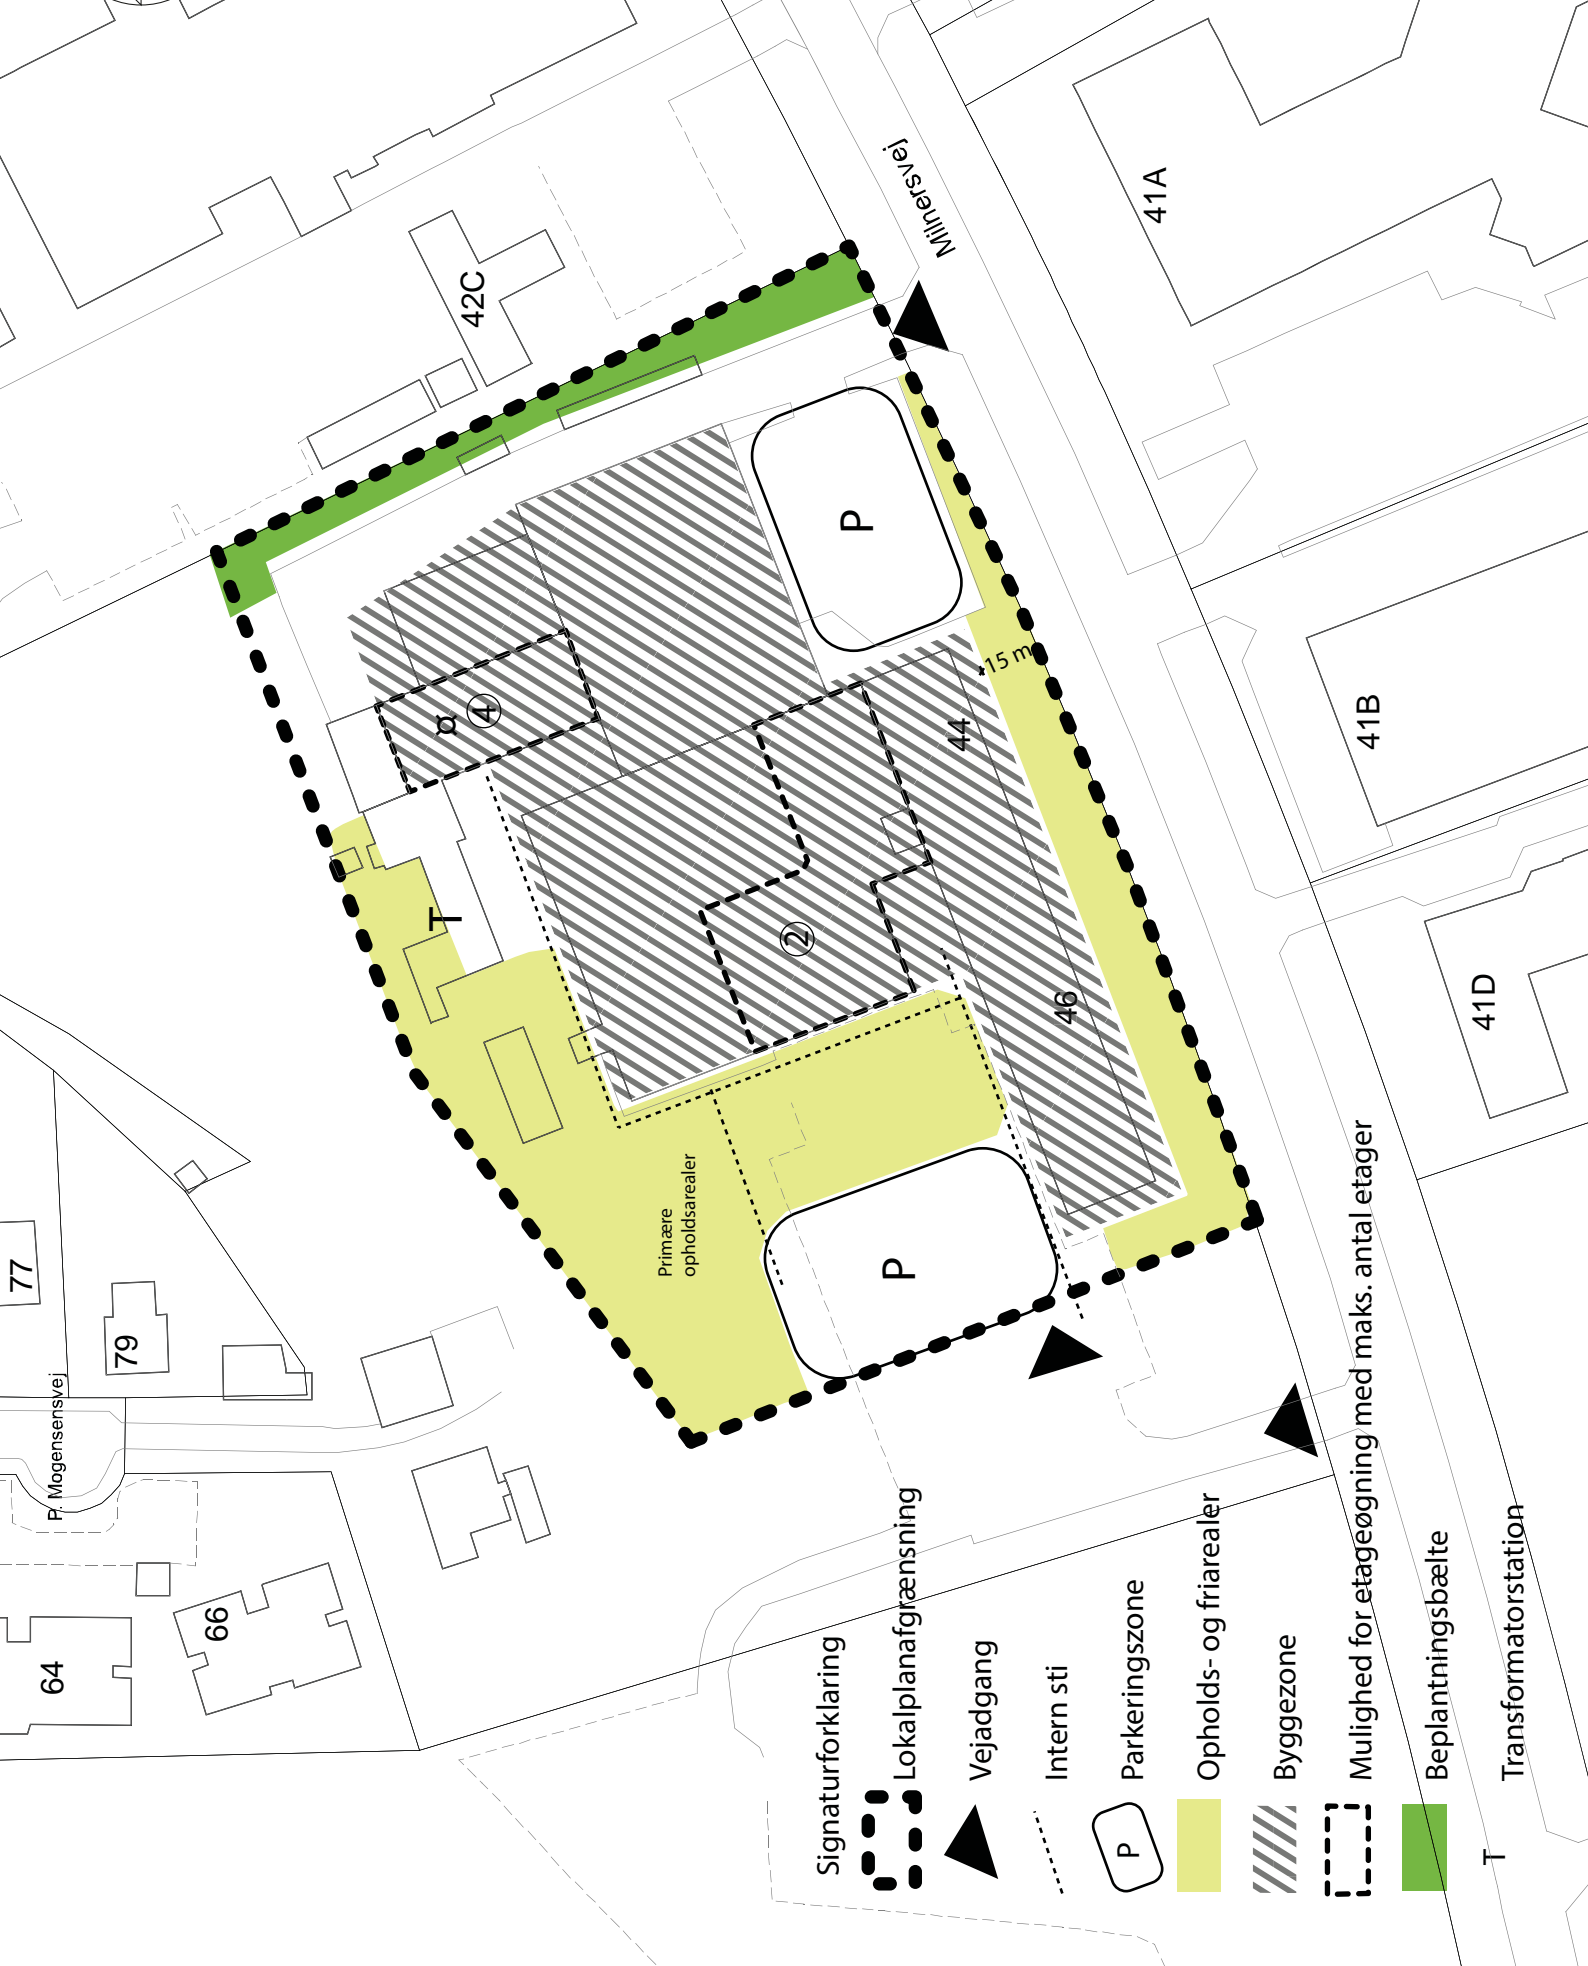 77
79
P. Mogensensvej
64
66
42C
Milnersvej
41A
41B
41D
¤
4
T
P
44
15 m
2
46
Primære
opholdsarealer
P
Signaturforklaring
Lokalplanafgrænsning
Vejadgang
Intern sti
P
Parkeringszone
Opholds- og friarealer
Byggezone
Mulighed for etageøgning med maks. antal etager
Beplantningsbælte
T
Transformatorstation